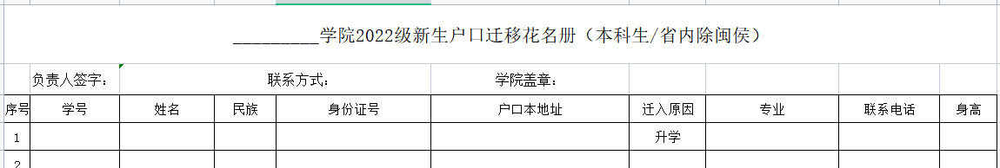 _________学院2022级新生户口迁移花名册（本科生/省内除闽侯）
负责人签字： 联系方式： 学院盖章：
序号 学号 姓名 民族 身份证号 户口本地址 迁入原因 专业 联系电话 身高
1 升学
2